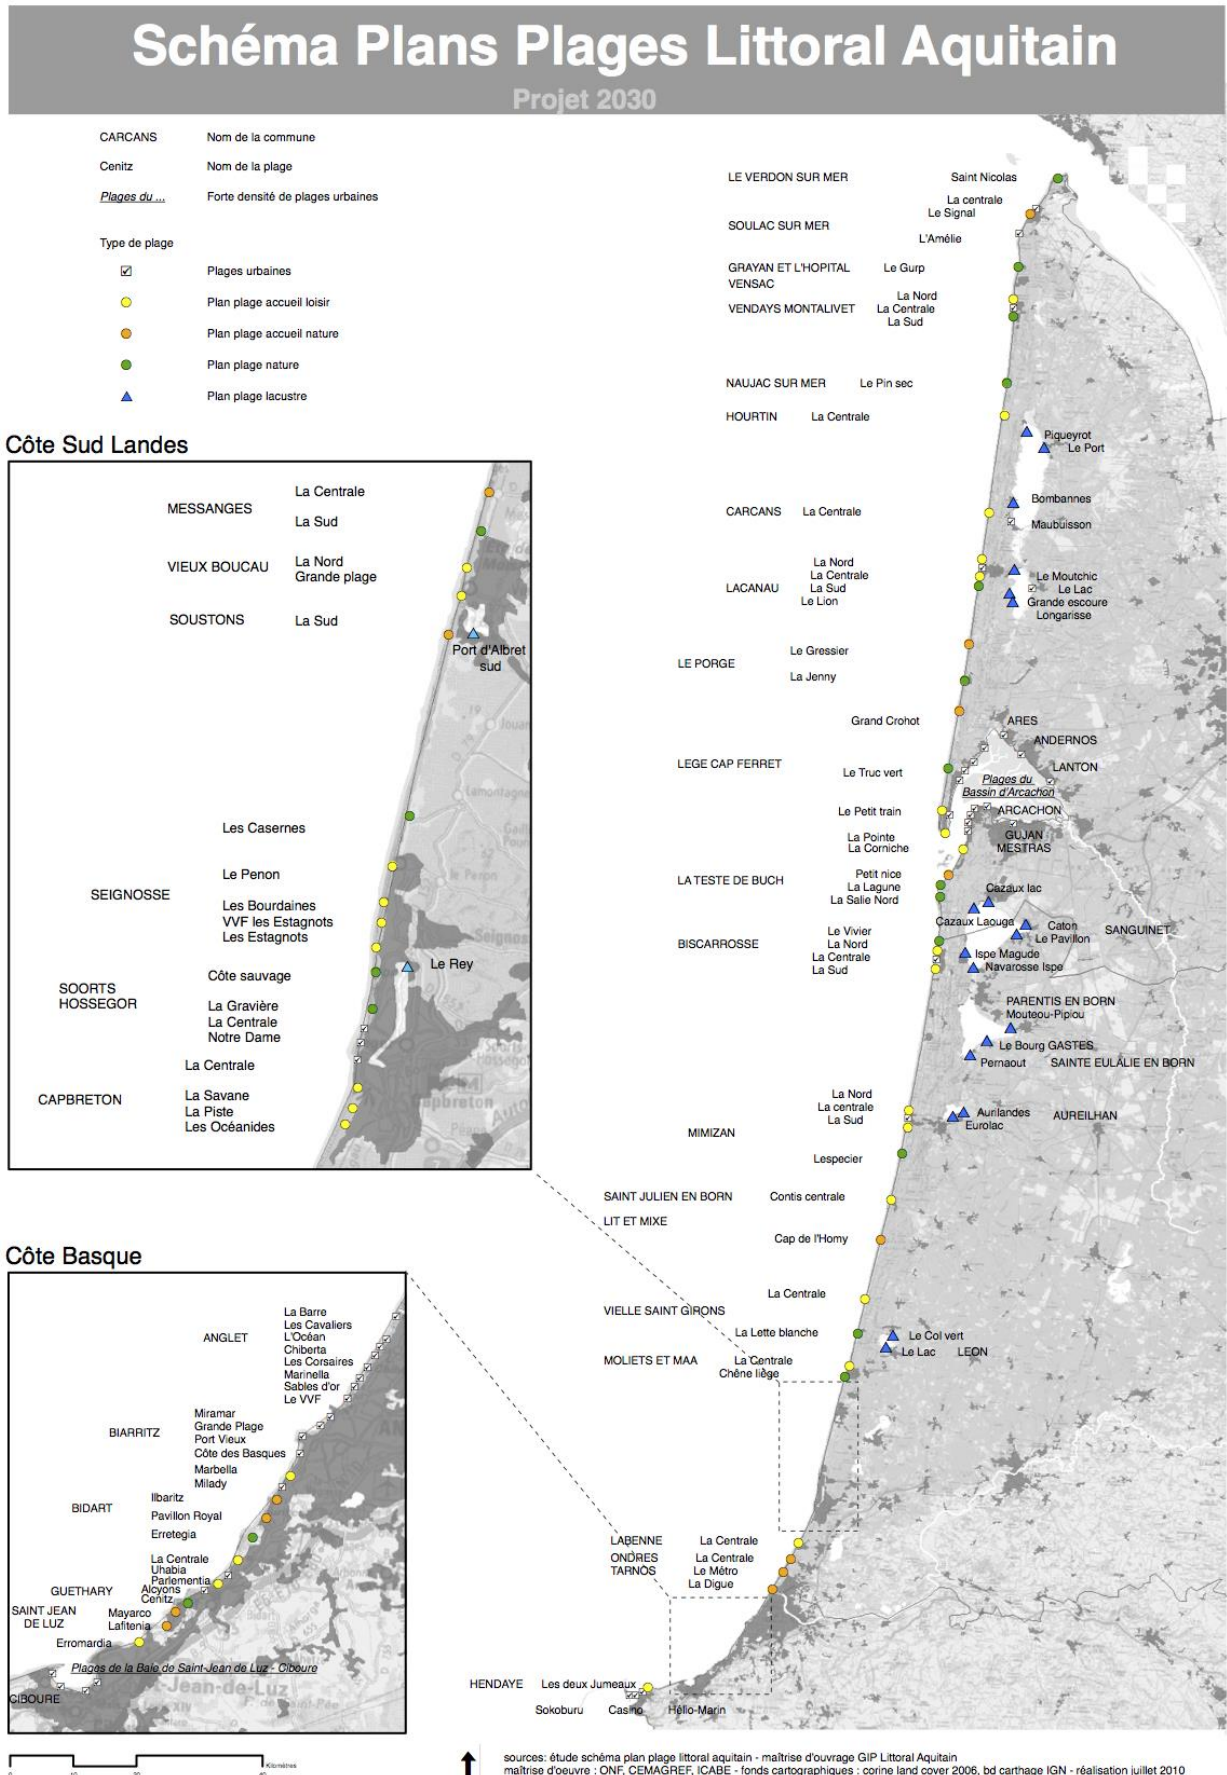 Schéma Plans Plages Littoral Aquitain
Projet 2030
CARCANS Nom de la commune
Cenitz Nom de la plage
Plages du ... Forte densité de plages urbaines
Type de plage
Plages urbaines
Plan plage accueil loisir
Plan plage accueil nature
Plan plage nature
Plan plage lacustre
LE VERDON SUR MER Saint Nicolas
La centrale
Le Signal
SOULAC SUR MER
L'Amélie
GRAYAN ET L'HOPITAL Le Gurp
VENSAC
La Nord
VENDAYS MONTALIVET La Centrale
La Sud
NAUJAC SUR MER Le Pin sec
HOURTIN La Centrale
Piqueyrot
Le Port
Bombannes
CARCANS La Centrale
Maubuisson
La Nord
La Centrale
Le Moutchic
LACANAU La Sud
Le Lac
Le Lion
Grande escoure
Longarisse
Le Gressier
LE PORGE
La Jenny
Grand Crohot
ARES
ANDERNOS
LEGE CAP FERRET
LANTON
Le Truc vert
Plages du
Bassin d'Arcachon
Le Petit train
ARCACHON
La Pointe
GUJAN
MESTRAS
La Corniche
Petit nice
LA TESTE DE BUCH
La Lagune
Cazaux lac
La Salie Nord
Cazaux Laouga
Caton
SANGUINET
Le Vivier
Le Pavillon
BISCARROSSE La Nord
La Centrale
Ispe Magude
La Sud
Navarosse Ispe
PARENTIS EN BORN
Mouteou-Pipiou
Le Bourg GASTES
Pernaout SAINTE EULALIE EN BORN
La Nord
La centrale
Aurilandes AUREILHAN
La Sud
Eurolac
MIMIZAN
Lespecier
SAINT JULIEN EN BORN Contis centrale
LIT ET MIXE
Cap de l'Homy
La Centrale
VIELLE SAINT GIRONS
La Lette blanche
Le Col vert
Le Lac LEON
MOLIETS ET MAA La Centrale
Chêne liège
LABENNE La Centrale
ONDRES La Centrale
TARNOS Le Métro
La Digue
HENDAYE Les deux Jumeaux
Sokoburu Casino Hélio-Marin
Côte Sud Landes
MESSANGES La Centrale
La Sud
VIEUX BOUCAU La Nord
Grande plage
SOUSTONS La Sud
Port d'Albret
sud
Les Casernes
Lamontagne
Le Penon
le Penon
SEIGNOSSE
Les Bourdaines
VVF les Estagnots
Les Estagnots
Seignos
Le Rey
Côte sauvage
SOORTS
HOSSEGOR
La Gravière
La Centrale
Notre Dame
La Centrale
CAPBRETON La Savane
La Piste
Les Océanides
Côte Basque
La Barre
Les Cavaliers
ANGLET L'Océan
Chiberta
Les Corsaires
Marinella
Sables d'or
Le VVF
Miramar
Grande Plage
BIARRITZ Port Vieux
Côte des Basques
Marbella
Milady
Ilbaritz
BIDART
Pavillon Royal
Erretegia
La Centrale
Uhabia
Parlementia
GUETHARY Alcyons
Cenitz
SAINT JEAN
DE LUZ
Mayarco
Lafitenia
Erromardia
Plages de la Baie de Saint-Jean de Luz - Ciboure
t-Jean-de-Luz
CIBOURE
Kilomètres
sources: étude schéma plan plage littoral aquitain - maîtrise d'ouvrage GIP Littoral Aquitain
maîtrise d'oeuvre : ONF, CEMAGREF, ICABE - fonds cartographiques : corine land cover 2006, bd carthage IGN - réalisation juillet 2010